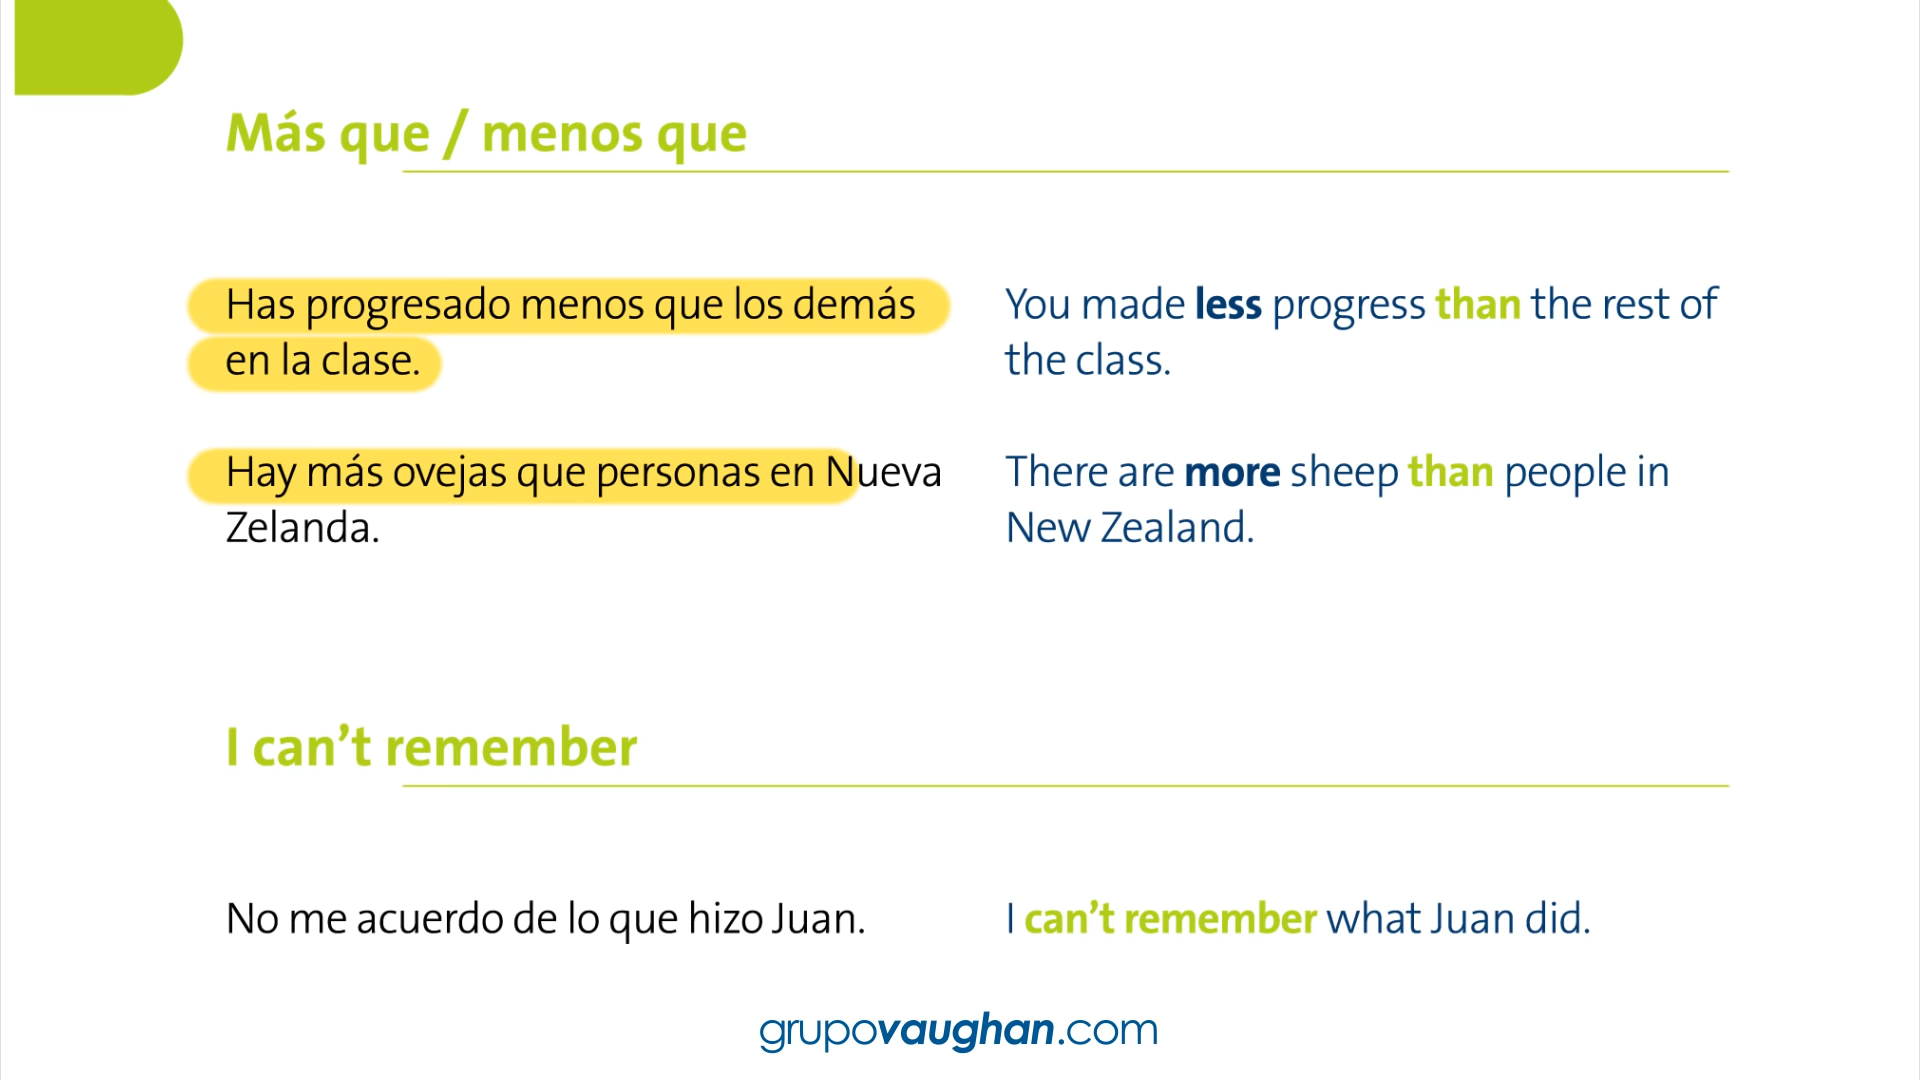 Más que / menos que
Has progresado menos que los demás
en la clase.
You made less progress than the rest of
the class.
Hay más ovejas que personas en Nueva
Zelanda.
There are more sheep than people in
New Zealand.
I can’t remember
No me acuerdo de lo que hizo Juan.
I can’t remember what Juan did.
grupovaughan.com